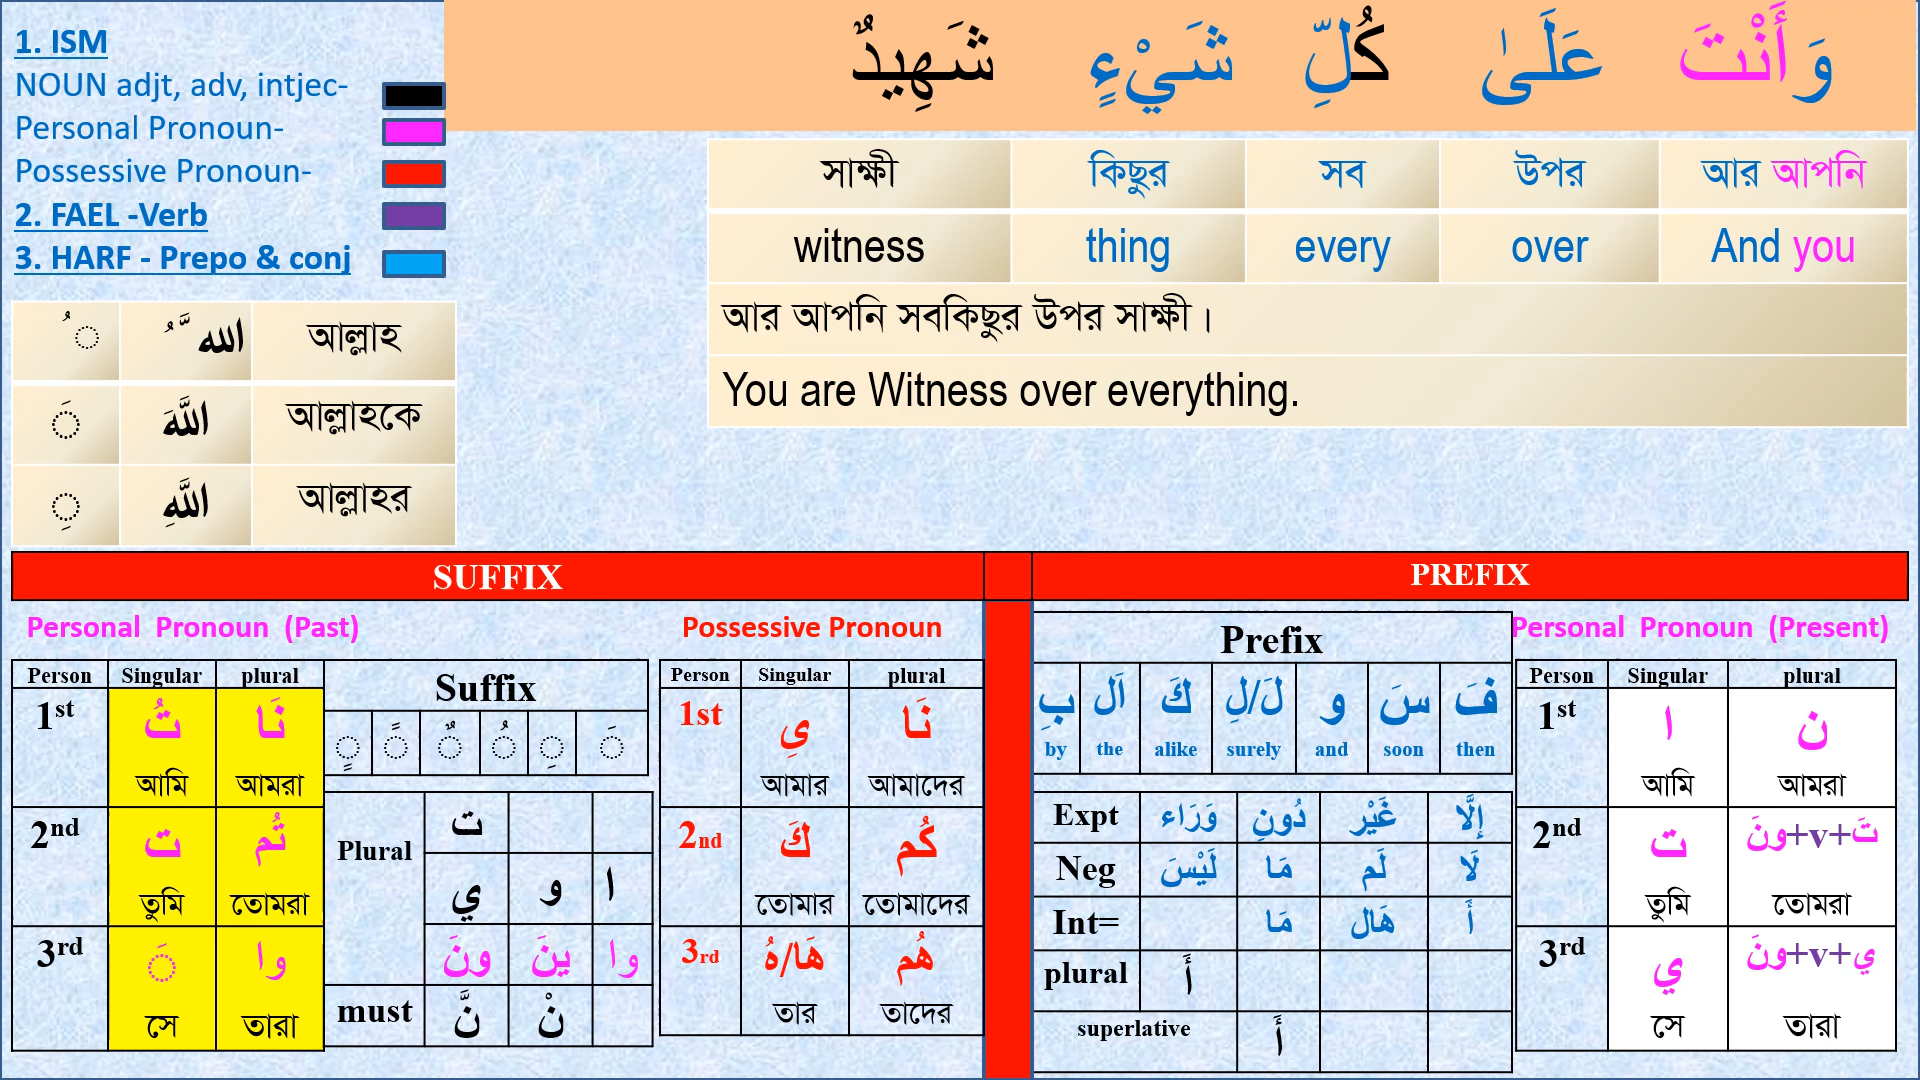 1. ISM
NOUN adjt, adv, intjec-
Personal Pronoun-
Possessive Pronoun-
2. FAEL -Verb
3. HARF - Prepo & conj
وَ أَنْتَ عَلَىٰ كُلِّ شَيْءٍ شَهِيدٌ
সাক্ষী কিছুর সব উপর আর আপনি
witness thing every over And you
আর আপনি সবকিছুর উপর সাক্ষী।
You are Witness over everything.
ُ الله َّ ُ আল্লাহ
َ اللَّهَ আল্লাহকে
ِ اللَّهِ আল্লাহর
SUFFIX
Personal Pronoun (Past)
Person Singular plural
1st تُ نَا
আমি আমরা
2nd ت تُم
তুমি তোমরা
3rd َ وا
সে তারা
Suffix
ٍ ً ٌ ُ ِ َ
Plural ت
ي و ا
ونَ ينَ وا
must نَّ نْ
Possessive Pronoun
Person Singular plural
1st یِ نَا
আমার আমাদের
2nd كَ كُم
তোমার তোমাদের
3rd هَا/هُ هُم
তার তাদের
PREFIX
Prefix
بِ اَل كَ لَ/لِ و سَ فَ
by the alike surely and soon then
Expt وَرَاء دُونِ غَيْر إِلَّا
Neg لَيْسَ مَا لَم لَا
Int= مَا هَال أَ
plural أَ
superlative أَ
Personal Pronoun (Present)
Person Singular plural
1st ا ن
আমি আমরা
2nd ت تَ+v+ونَ
তুমি তোমরা
3rd ي ي+v+ونَ
সে তারা